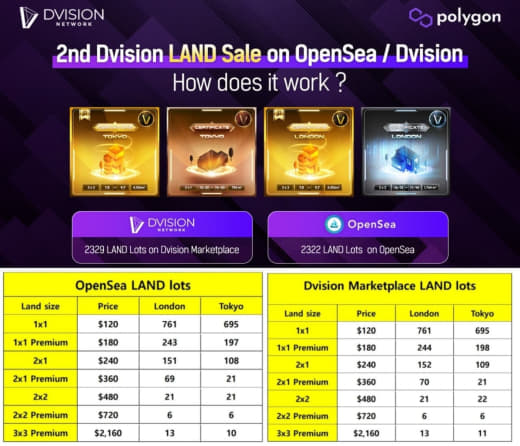 DVISION
NETWORK
polygon
2nd Dvision LAND Sale on OpenSea / Dvision
How does it work ?
TOKYO
CERTIFICATE
TOKYO
LONDON
LONDON
DVISION
NETWORK
2329 LAND Lots on Dvision Marketplace
OpenSea
2322 LAND Lots on OpenSea
OpenSea LAND lots
Land size Price London Tokyo
1x1 $120 761 695
1x1 Premium $180 243 197
2x1 $240 151 108
2x1 Premium $360 69 21
2x2 $480 21 21
2x2 Premium $720 6 6
3x3 Premium $2,160 13 10
Dvision Marketplace LAND lots
Land size Price London Tokyo
1x1 $120 761 695
1x1 Premium $180 244 198
2x1 $240 152 109
2x1 Premium $360 70 21
2x2 $480 21 22
2x2 Premium $720 6 6
3x3 Premium $2,160 13 11